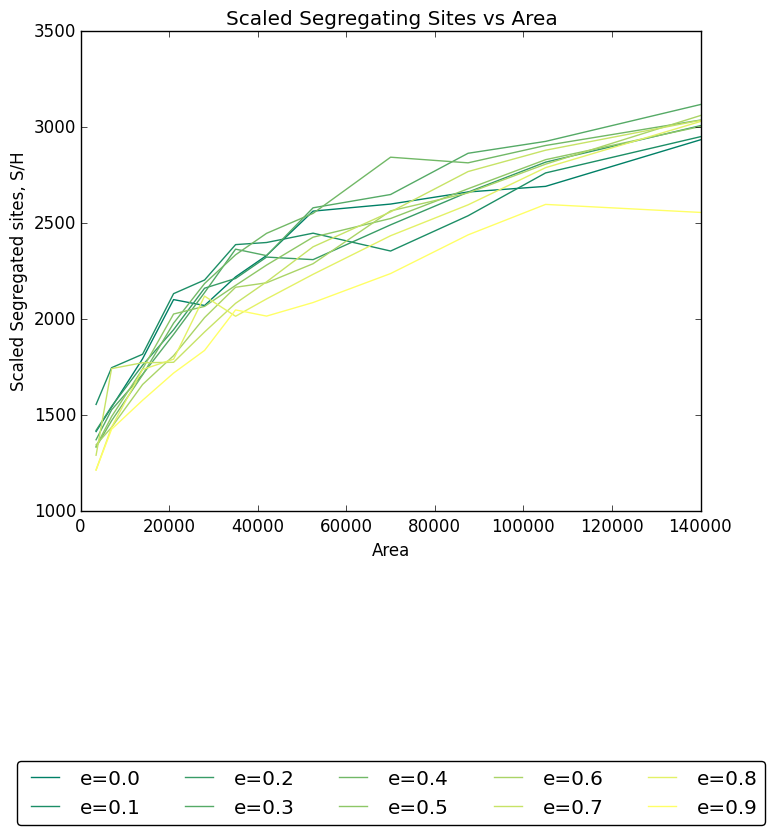 Scaled Segregating Sites vs Area
3500
3000
2500
2000
1500
1000
Scaled Segregated sites, S/H
0 20000 40000 60000 80000 100000 120000 140000
Area
e=0.0 e=0.2 e=0.4 e=0.6 e=0.8
e=0.1 e=0.3 e=0.5 e=0.7 e=0.9